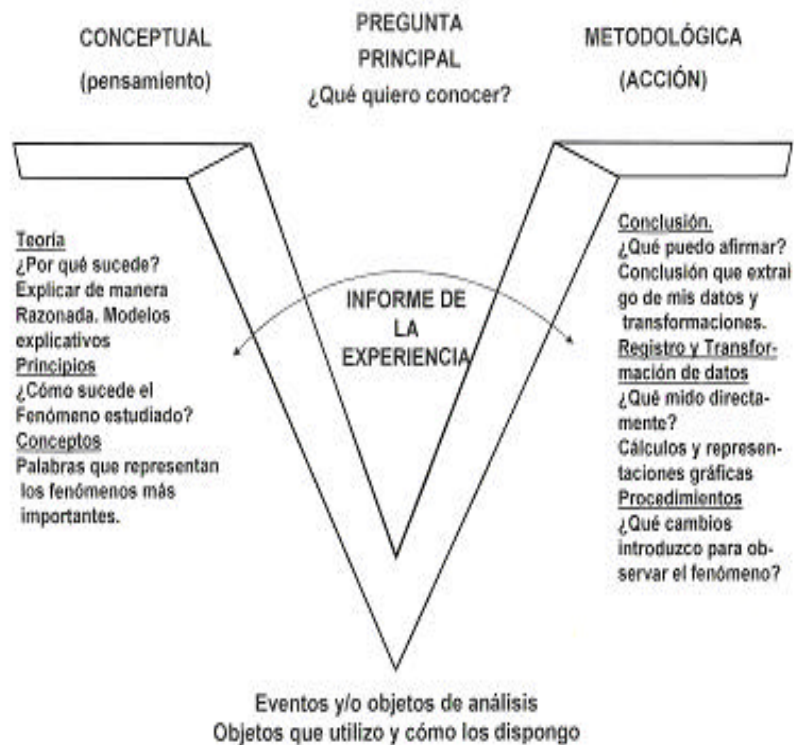 CONCEPTUAL
(pensamiento)
PREGUNTA
PRINCIPAL
¿Qué quiero conocer?
METODOLÓGICA
(ACCIÓN)
Teoría
¿Por qué sucede?
Explicar de manera
Razonada. Modelos
explicativos
Principios
¿Cómo sucede el
Fenómeno estudiado?
Conceptos
Palabras que representan
los fenómenos más
importantes.
INFORME DE
LA
EXPERIENCIA
Conclusión.
¿Qué puedo afirmar?
Conclusión que extrai
go de mis datos y
transformaciones.
Registro y Transfor-
mación de datos
¿Qué mido directa-
mente?
Cálculos y represen-
taciones gráficas
Procedimientos
¿Qué cambios
introduzco para ob-
servar el fenómeno?
Eventos y/o objetos de análisis
Objetos que utilizo y cómo los dispongo